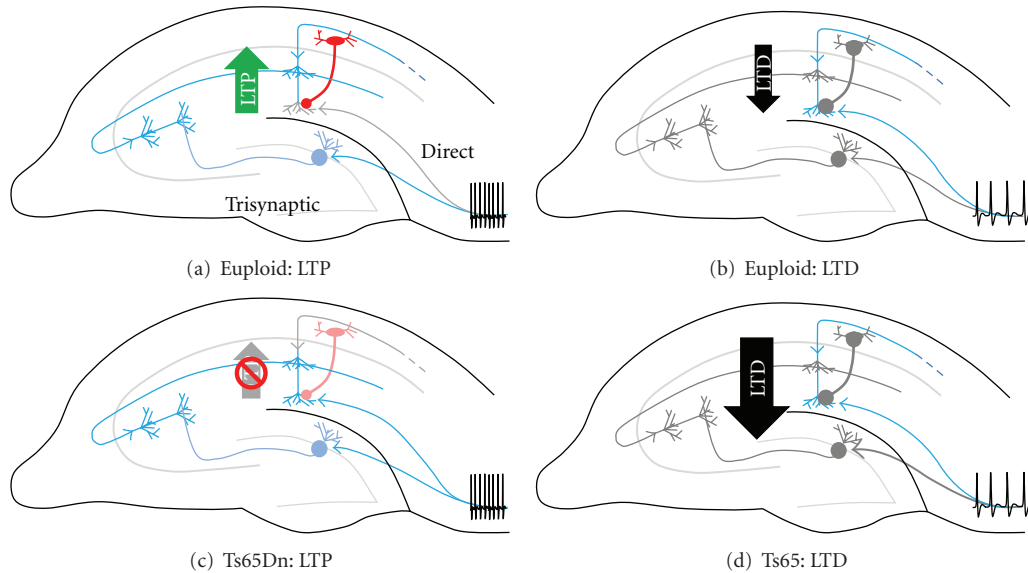 LTP
Direct
Trisynaptic
(a) Euploid: LTP
LTD
(b) Euploid: LTD
(c) Ts65Dn: LTP
LTD
(d) Ts65: LTD